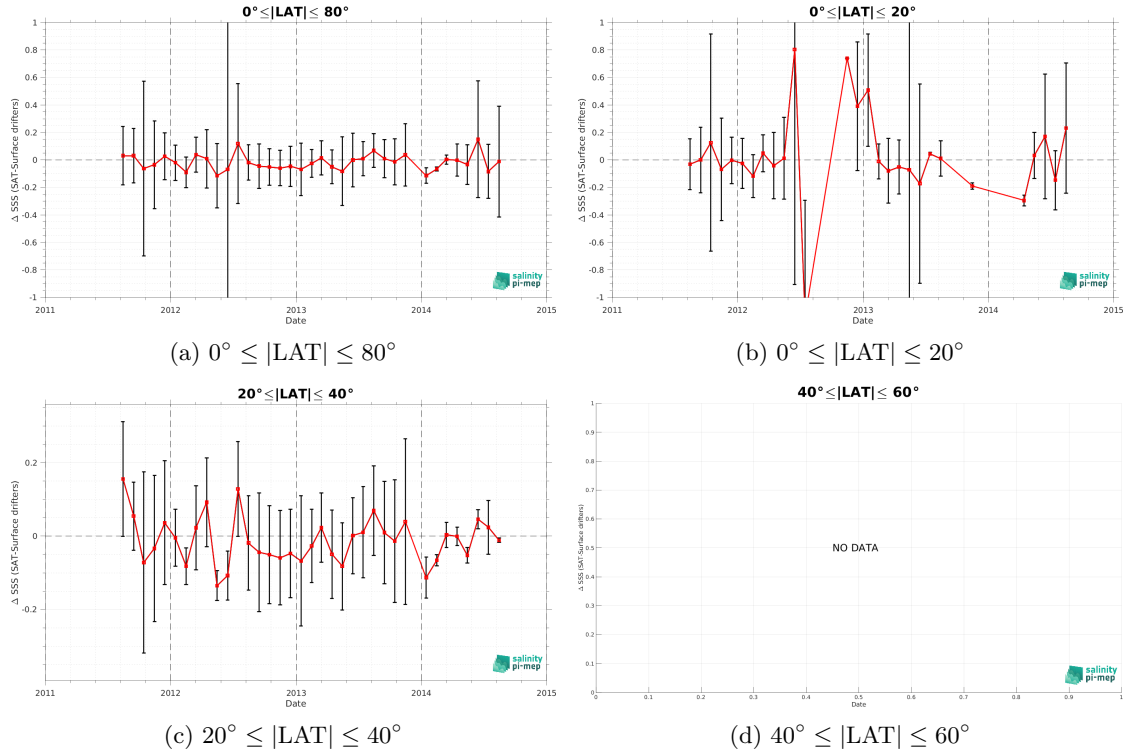 0°≤|LAT|≤ 80°
Δ SSS (SAT-Surface drifters)
1
0.8
0.6
0.4
0.2
0
-0.2
-0.4
-0.6
-0.8
-1
2011
2012
2013
2014
2015
Date
salinity
pi-mep
(a) 0° ≤ |LAT| ≤ 80°
0°≤|LAT|≤ 20°
Δ SSS (SAT-Surface drifters)
1
0.8
0.6
0.4
0.2
0
-0.2
-0.4
-0.6
-0.8
-1
2011
2012
2013
2014
2015
Date
salinity
pi-mep
(b) 0° ≤ |LAT| ≤ 20°
20°≤|LAT|≤ 40°
Δ SSS (SAT-Surface drifters)
0.2
0
-0.2
2011
2012
2013
2014
2015
Date
salinity
pi-mep
(c) 20° ≤ |LAT| ≤ 40°
40°≤|LAT|≤ 60°
Δ SSS (SAT-Surface drifters)
1
0.9
0.8
0.7
0.6
0.5
0.4
0.3
0.2
0.1
0
NO DATA
0
0.1
0.2
0.3
0.4
0.5
0.6
0.7
0.8
0.9
1
Date
salinity
pi-mep
(d) 40° ≤ |LAT| ≤ 60°